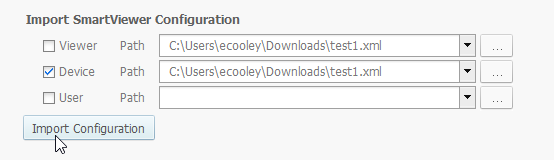 Import SmartViewer Configuration
Viewer Path C:\Users\ecooley\Downloads\test1.xml ...
Device Path C:\Users\ecooley\Downloads\test1.xml ...
User Path ...
Import Configuration